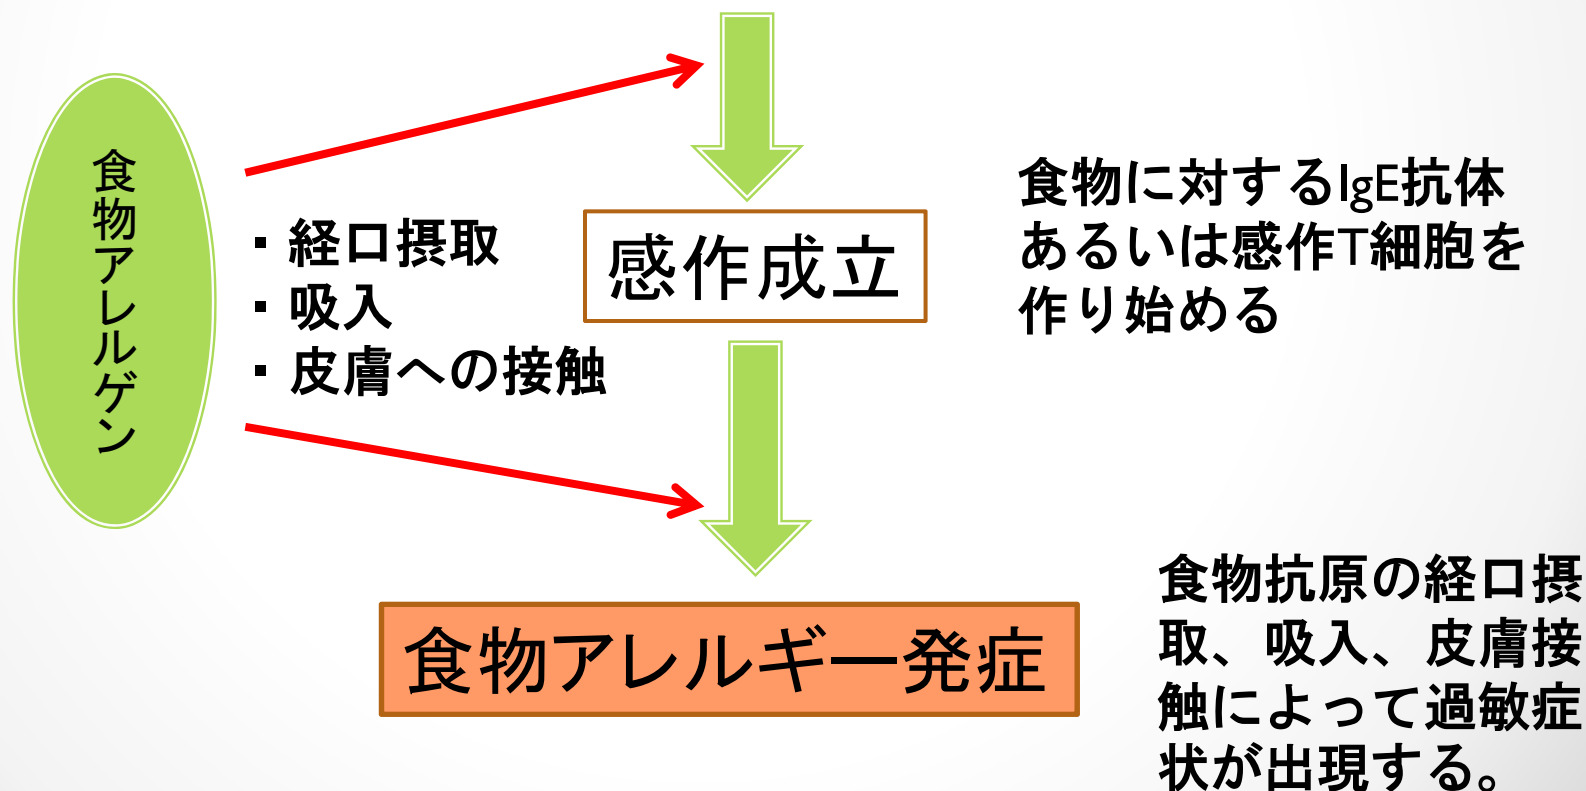 食物アレルゲン
・経口摂取
・吸入
・皮膚への接触
感作成立
食物に対するIgE抗体
あるいは感作T細胞を
作り始める
食物アレルギー発症
食物抗原の経口摂
取、吸入、皮膚接
触によって過敏症
状が出現する。